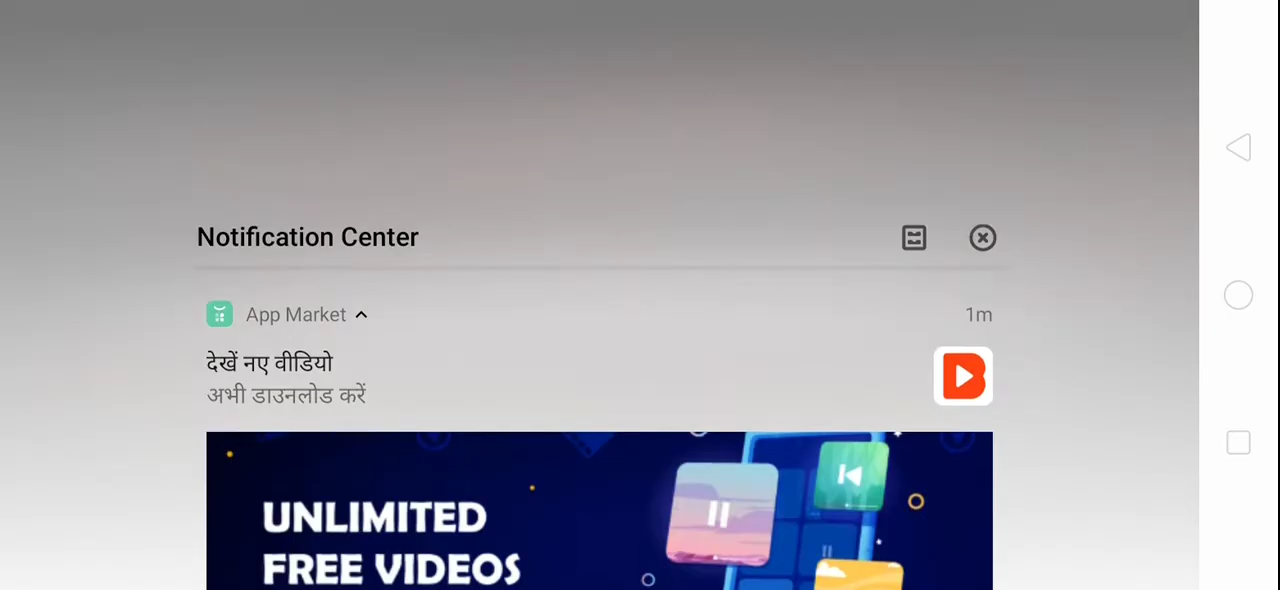 Notification Center
App Market
1m
देखें नए वीडियो
अभी डाउनलोड करें
UNLIMITED
FREE VIDEOS